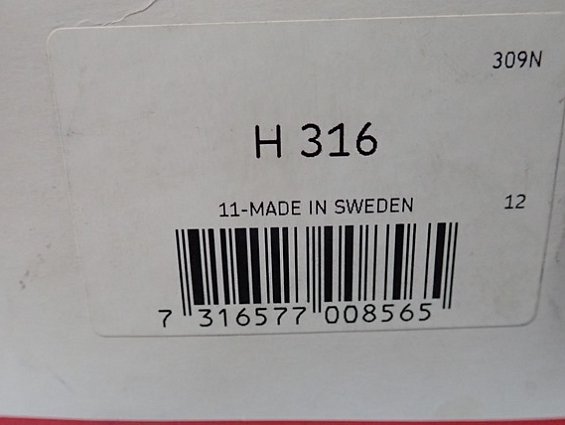 309N
H 316
11-MADE IN SWEDEN 12
7 316577 008565